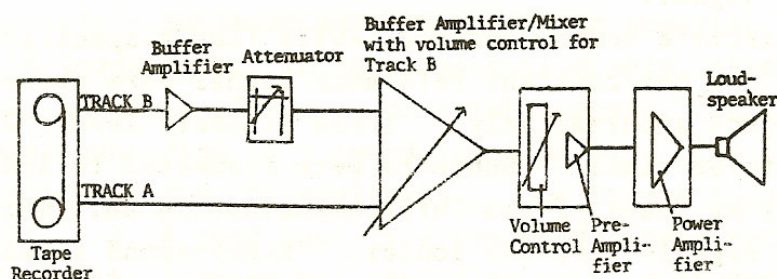 Buffer Amplifier/Mixer
with volume control for
Track B
Buffer
Amplifier
Attenuator
Loud-
speaker
TRACK B
TRACK A
Tape
Recorder
Volume
Control
Pre-
Ampli-
fier
Power
Ampli-
fier